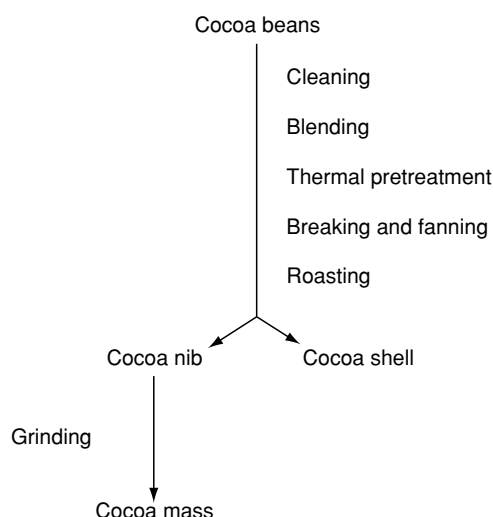 Cocoa beans
Cleaning
Blending
Thermal pretreatment
Breaking and fanning
Roasting
Cocoa nib
Cocoa shell
Grinding
Cocoa mass